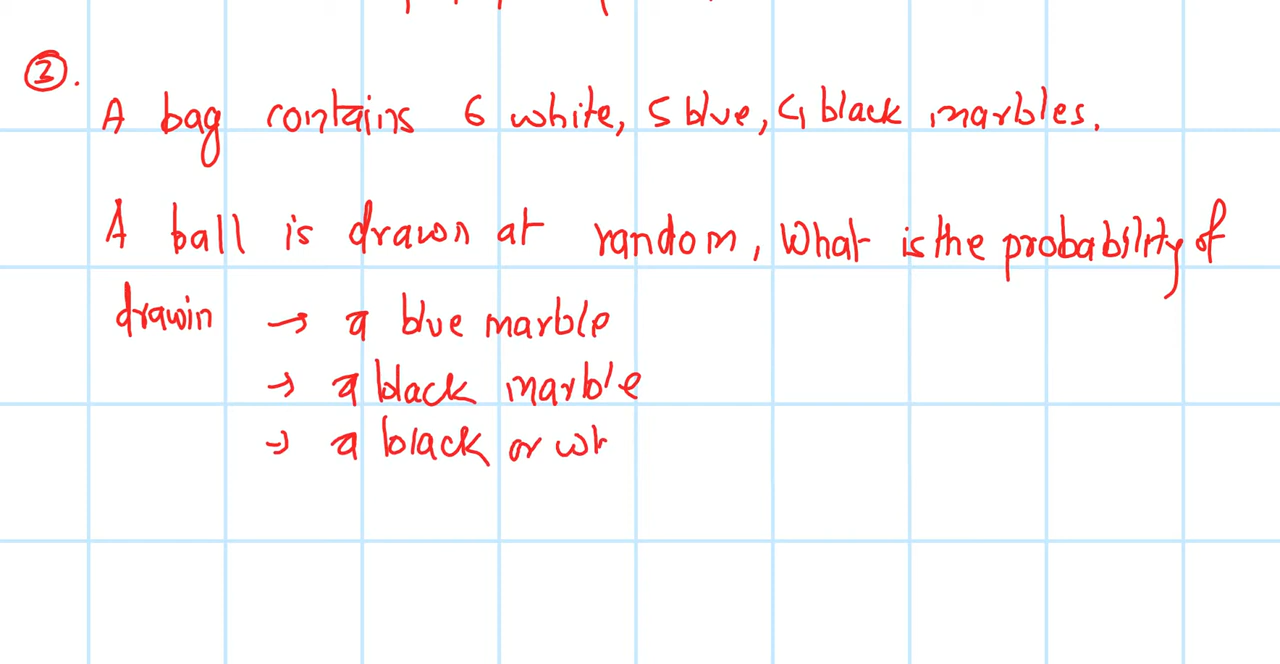 3.
A bag contains 6 white, 5 blue, 4 black marbles.
A ball is drawn at random, What is the probability of
drawin → a blue marble
→ a black marble
→ a black or wh